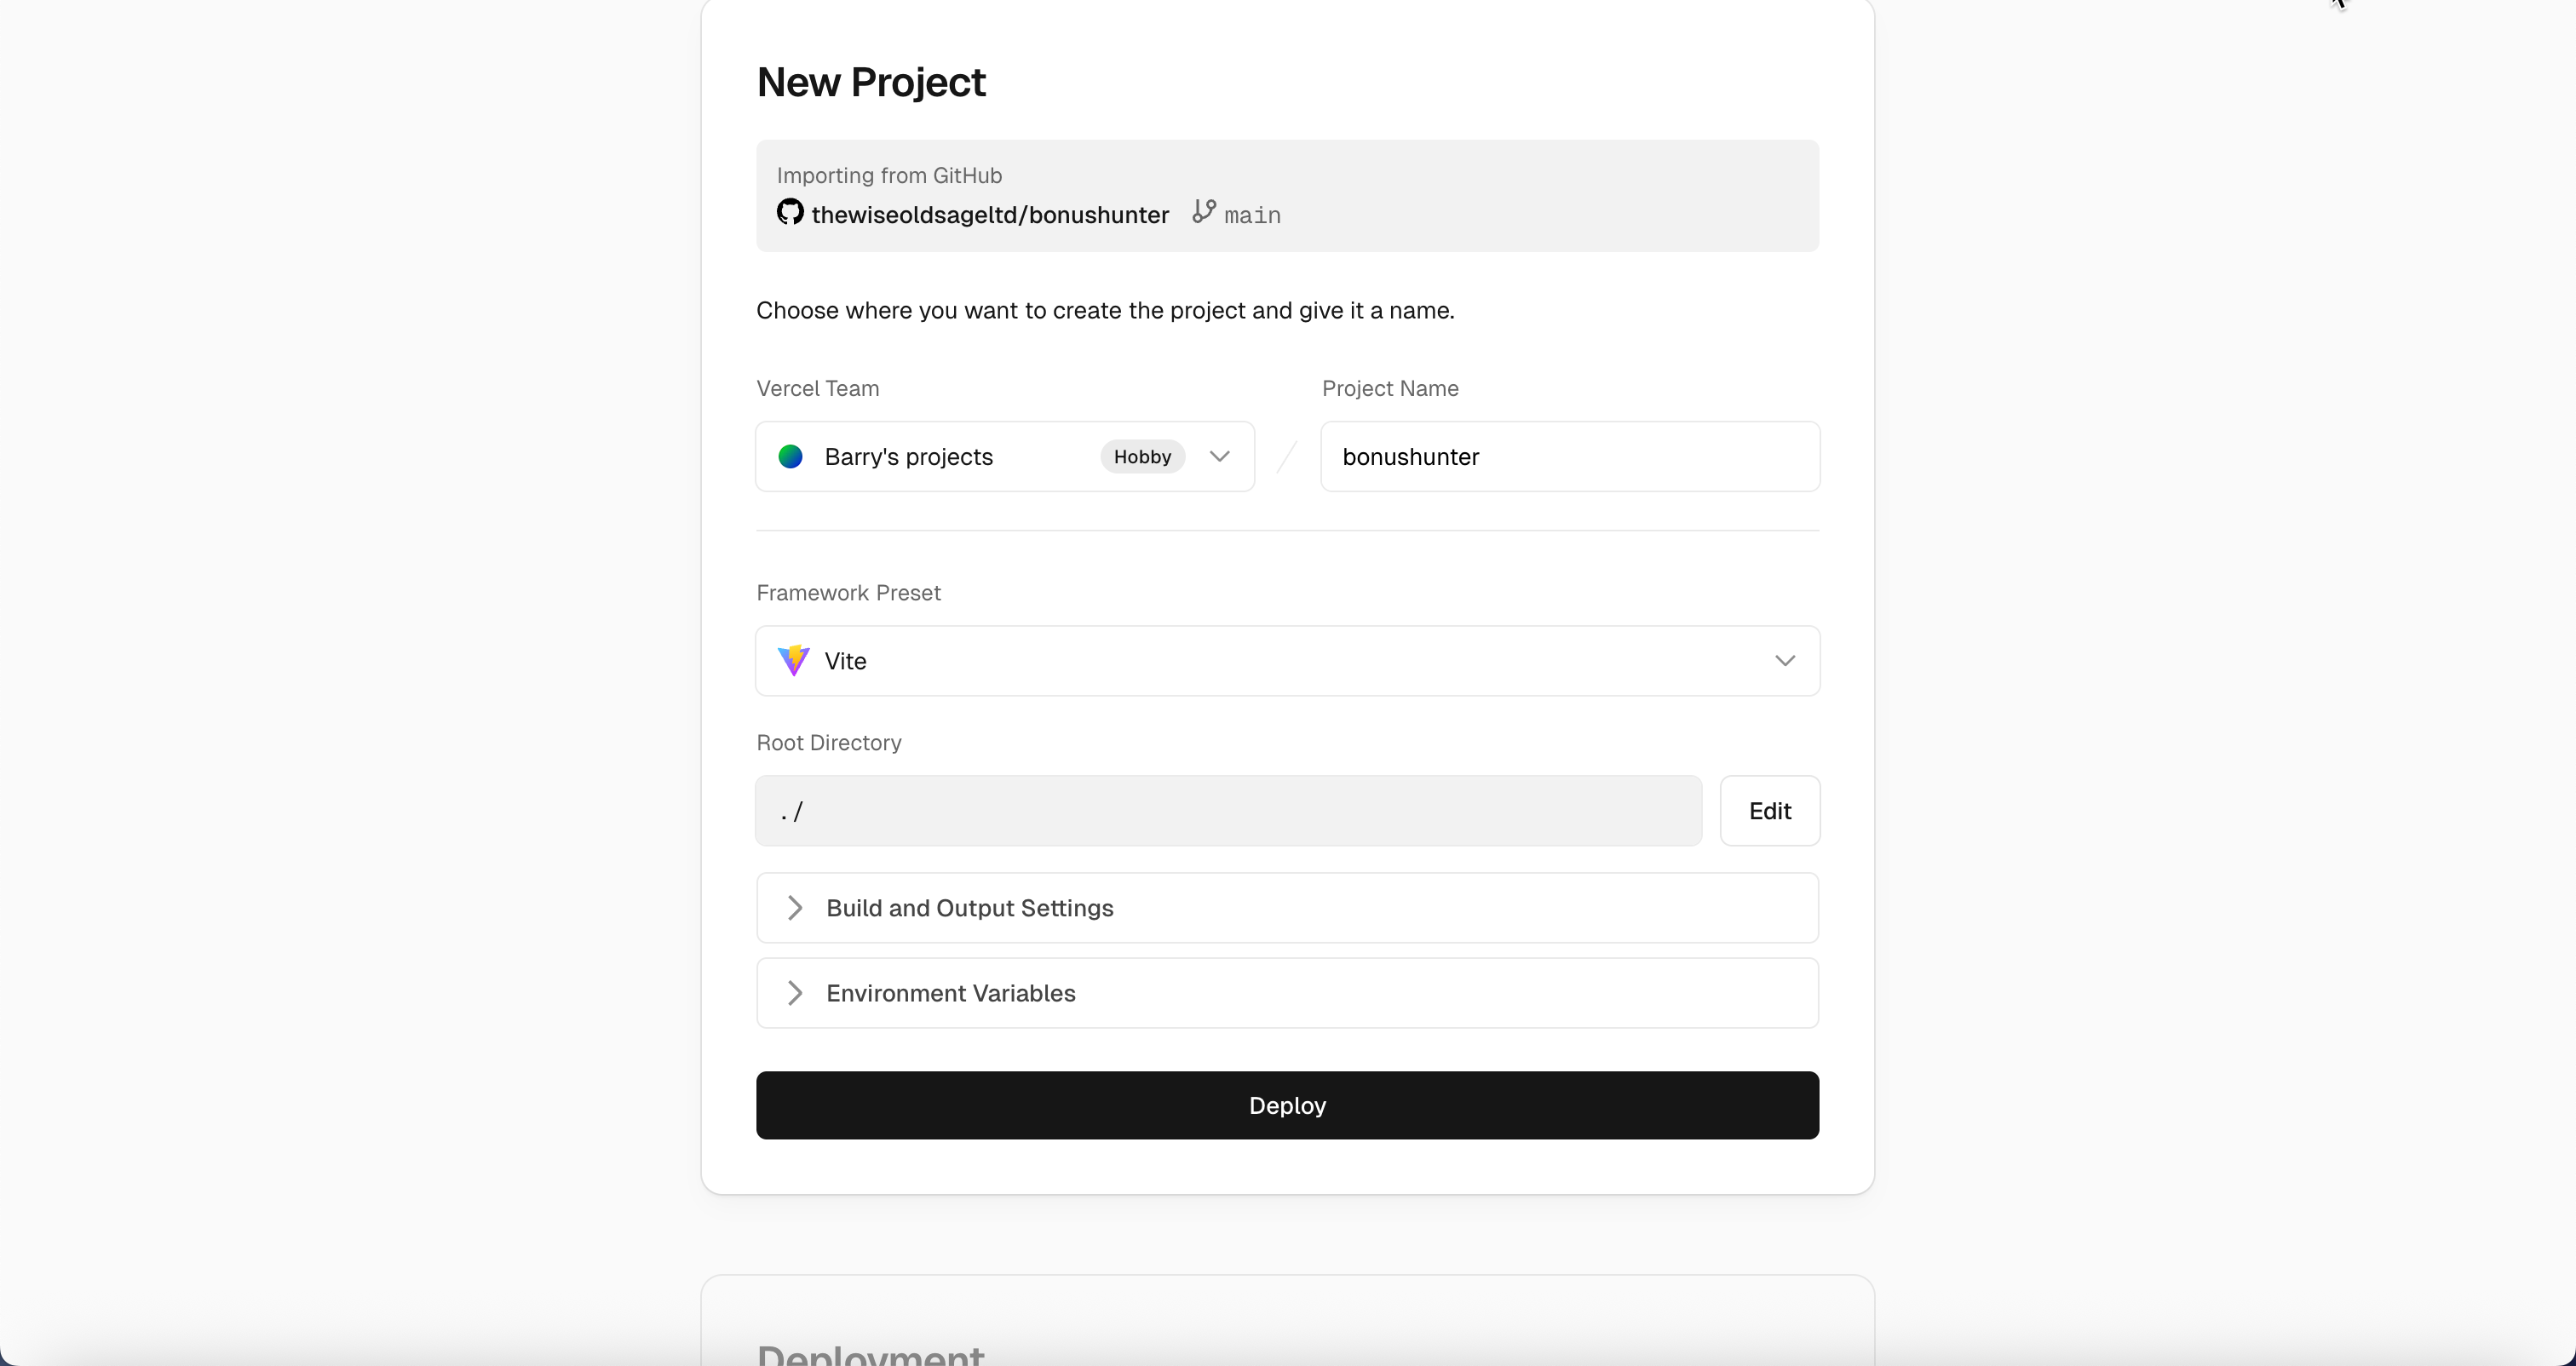 New Project
Importing from GitHub
thewiseoldsageltd/bonushunter main
Choose where you want to create the project and give it a name.
Vercel Team
Project Name
Barry's projects Hobby
/
bonushunter
Framework Preset
Vite
Root Directory
./
Edit
Build and Output Settings
Environment Variables
Deploy
Deployment